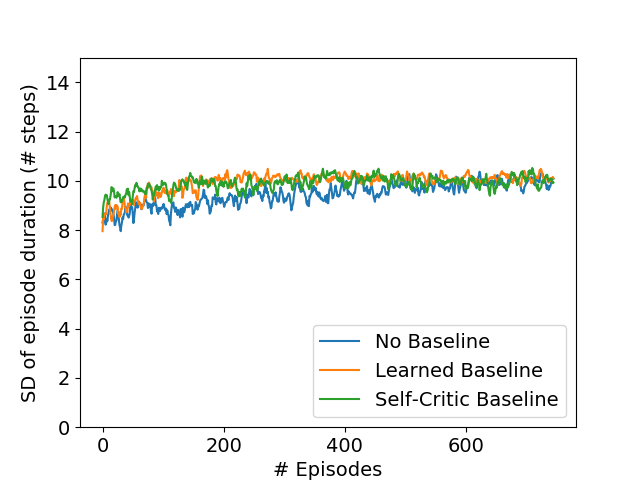 SD of episode duration (# steps)
14
12
10
8
6
4
2
0
No Baseline
Learned Baseline
Self-Critic Baseline
0 200 400 600
# Episodes